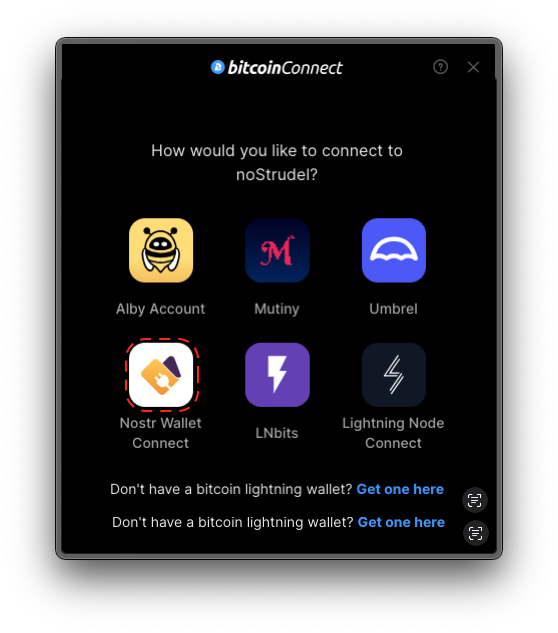 bitcoinConnect
How would you like to connect to
noStrudel?
Alby Account
Mutiny
Umbrel
Nostr Wallet
Connect
LNbits
Lightning Node
Connect
Don't have a bitcoin lightning wallet? Get one here
Don't have a bitcoin lightning wallet? Get one here